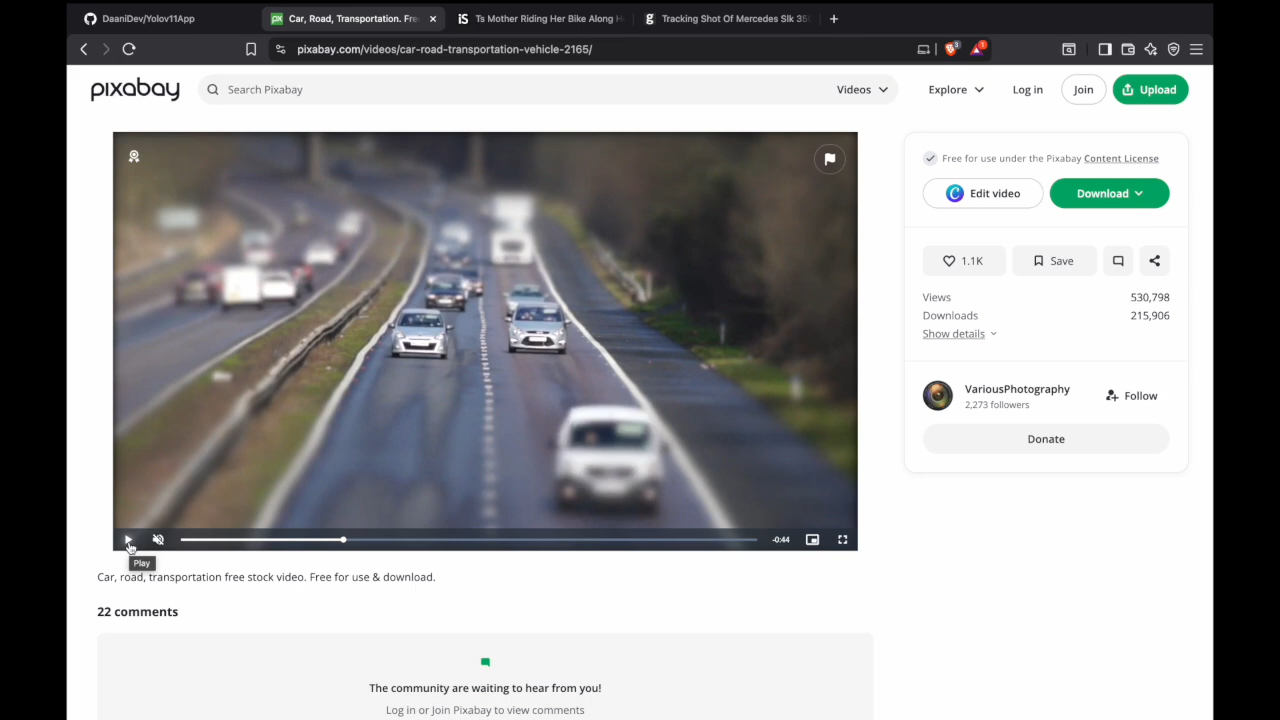 DaaniDev/Yolov11App
Car, Road, Transportation. Fre
Ts Mother Riding Her Bike Along H
Tracking Shot Of Mercedes Slk 35
pixabay.com/videos/car-road-transportation-vehicle-2165/
3
1
pixabay
Search Pixabay
Videos
Explore
Log in
Join
Upload
Free for use under the Pixabay Content License
Edit video
Download
1.1K
Save
Views 530,798
Downloads 215,906
Show details
VariousPhotography
2,273 followers
Follow
Donate
-0:44
Play
Car, road, transportation free stock video. Free for use & download.
22 comments
The community are waiting to hear from you!
Log in or Join Pixabay to view comments